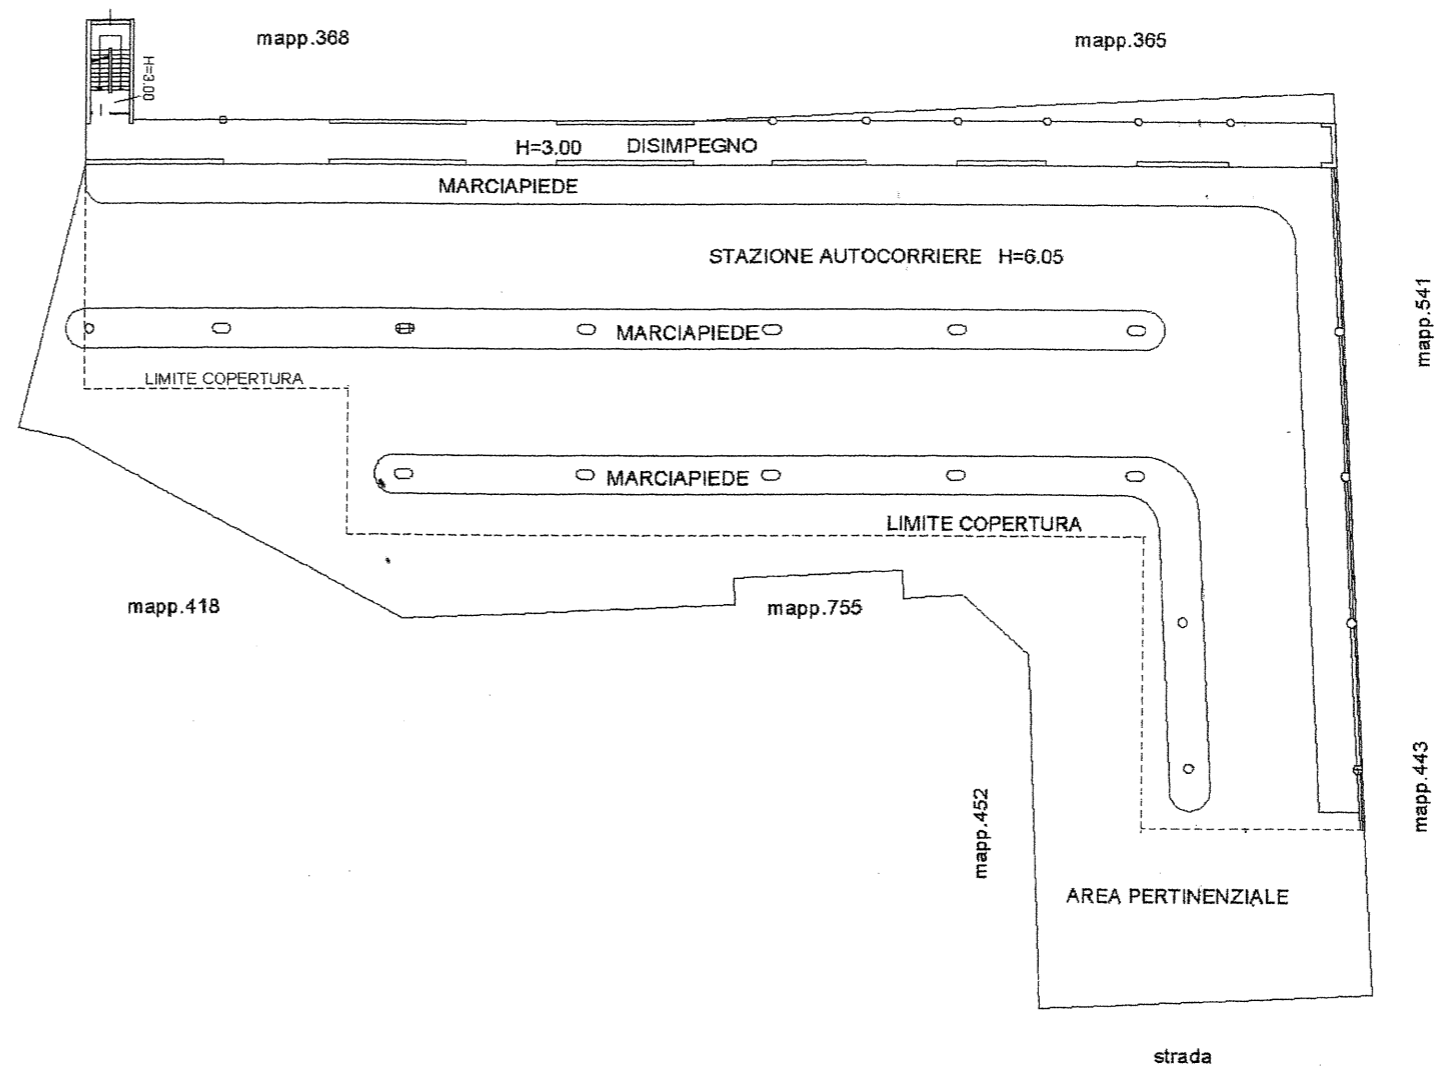 mapp.368
mapp.365
H=3.00
H=3.00 DISIMPEGNO
MARCIAPIEDE
STAZIONE AUTOCORRIERE H=6.05
mapp.541
MARCIAPIEDE
LIMITE COPERTURA
MARCIAPIEDE
LIMITE COPERTURA
mapp.418
mapp.755
mapp.452
mapp.443
AREA PERTINENZIALE
strada